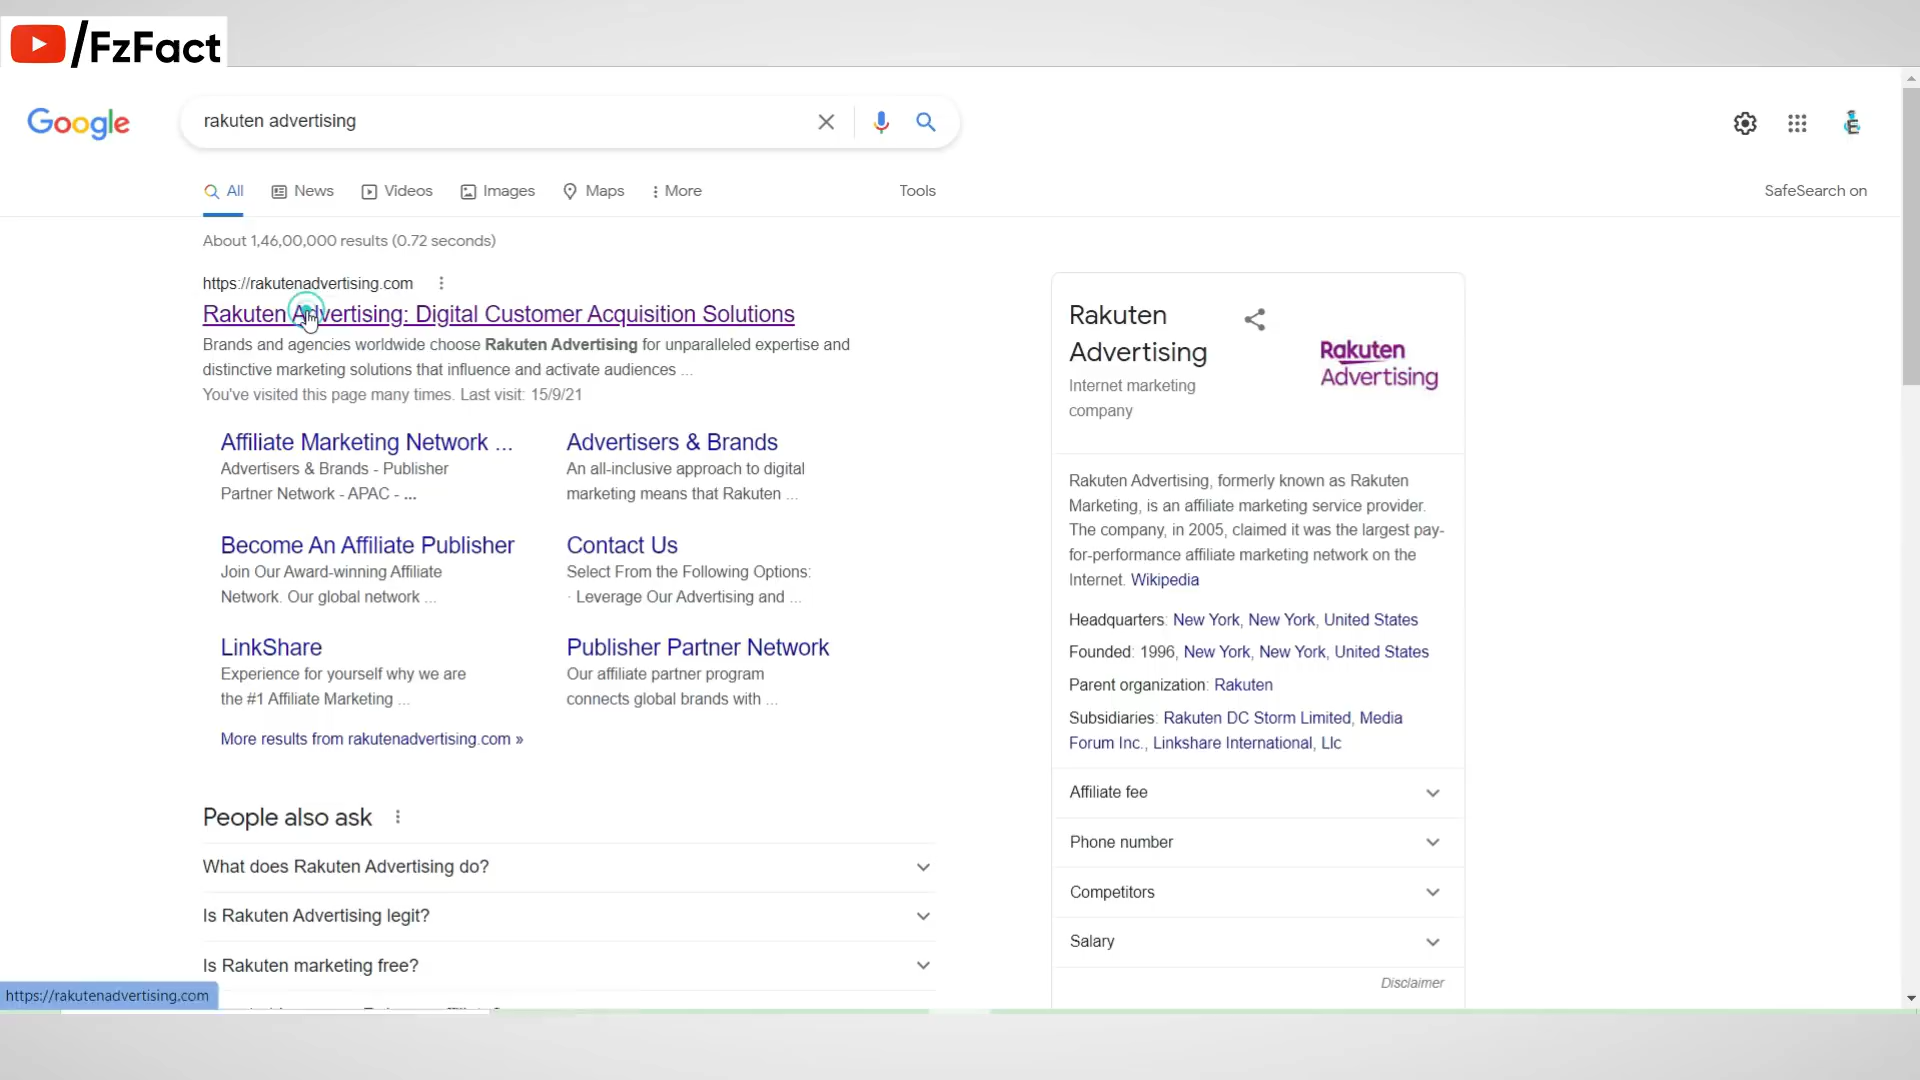 /FzFact
Google
rakuten advertising
All
News
Videos
Images
Maps
More
Tools
SafeSearch on
About 1,46,00,000 results (0.72 seconds)
https://rakutenadvertising.com
Rakuten Advertising: Digital Customer Acquisition Solutions
Brands and agencies worldwide choose Rakuten Advertising for unparalleled expertise and
distinctive marketing solutions that influence and activate audiences ...
You've visited this page many times. Last visit: 15/9/21
Affiliate Marketing Network ...
Advertisers & Brands - Publisher
Partner Network - APAC - ...
Advertisers & Brands
An all-inclusive approach to digital
marketing means that Rakuten ...
Become An Affiliate Publisher
Join Our Award-winning Affiliate
Network. Our global network ...
Contact Us
Select From the Following Options:
· Leverage Our Advertising and ...
LinkShare
Experience for yourself why we are
the #1 Affiliate Marketing ...
Publisher Partner Network
Our affiliate partner program
connects global brands with ...
More results from rakutenadvertising.com »
People also ask
What does Rakuten Advertising do?
Is Rakuten Advertising legit?
Is Rakuten marketing free?
https://rakutenadvertising.com
Rakuten
Advertising
Internet marketing
company
Rakuten
Advertising
Rakuten Advertising, formerly known as Rakuten
Marketing, is an affiliate marketing service provider.
The company, in 2005, claimed it was the largest pay-
for-performance affiliate marketing network on the
Internet. Wikipedia
Headquarters: New York, New York, United States
Founded: 1996, New York, New York, United States
Parent organization: Rakuten
Subsidiaries: Rakuten DC Storm Limited, Media
Forum Inc., Linkshare International, Llc
Affiliate fee
Phone number
Competitors
Salary
Disclaimer